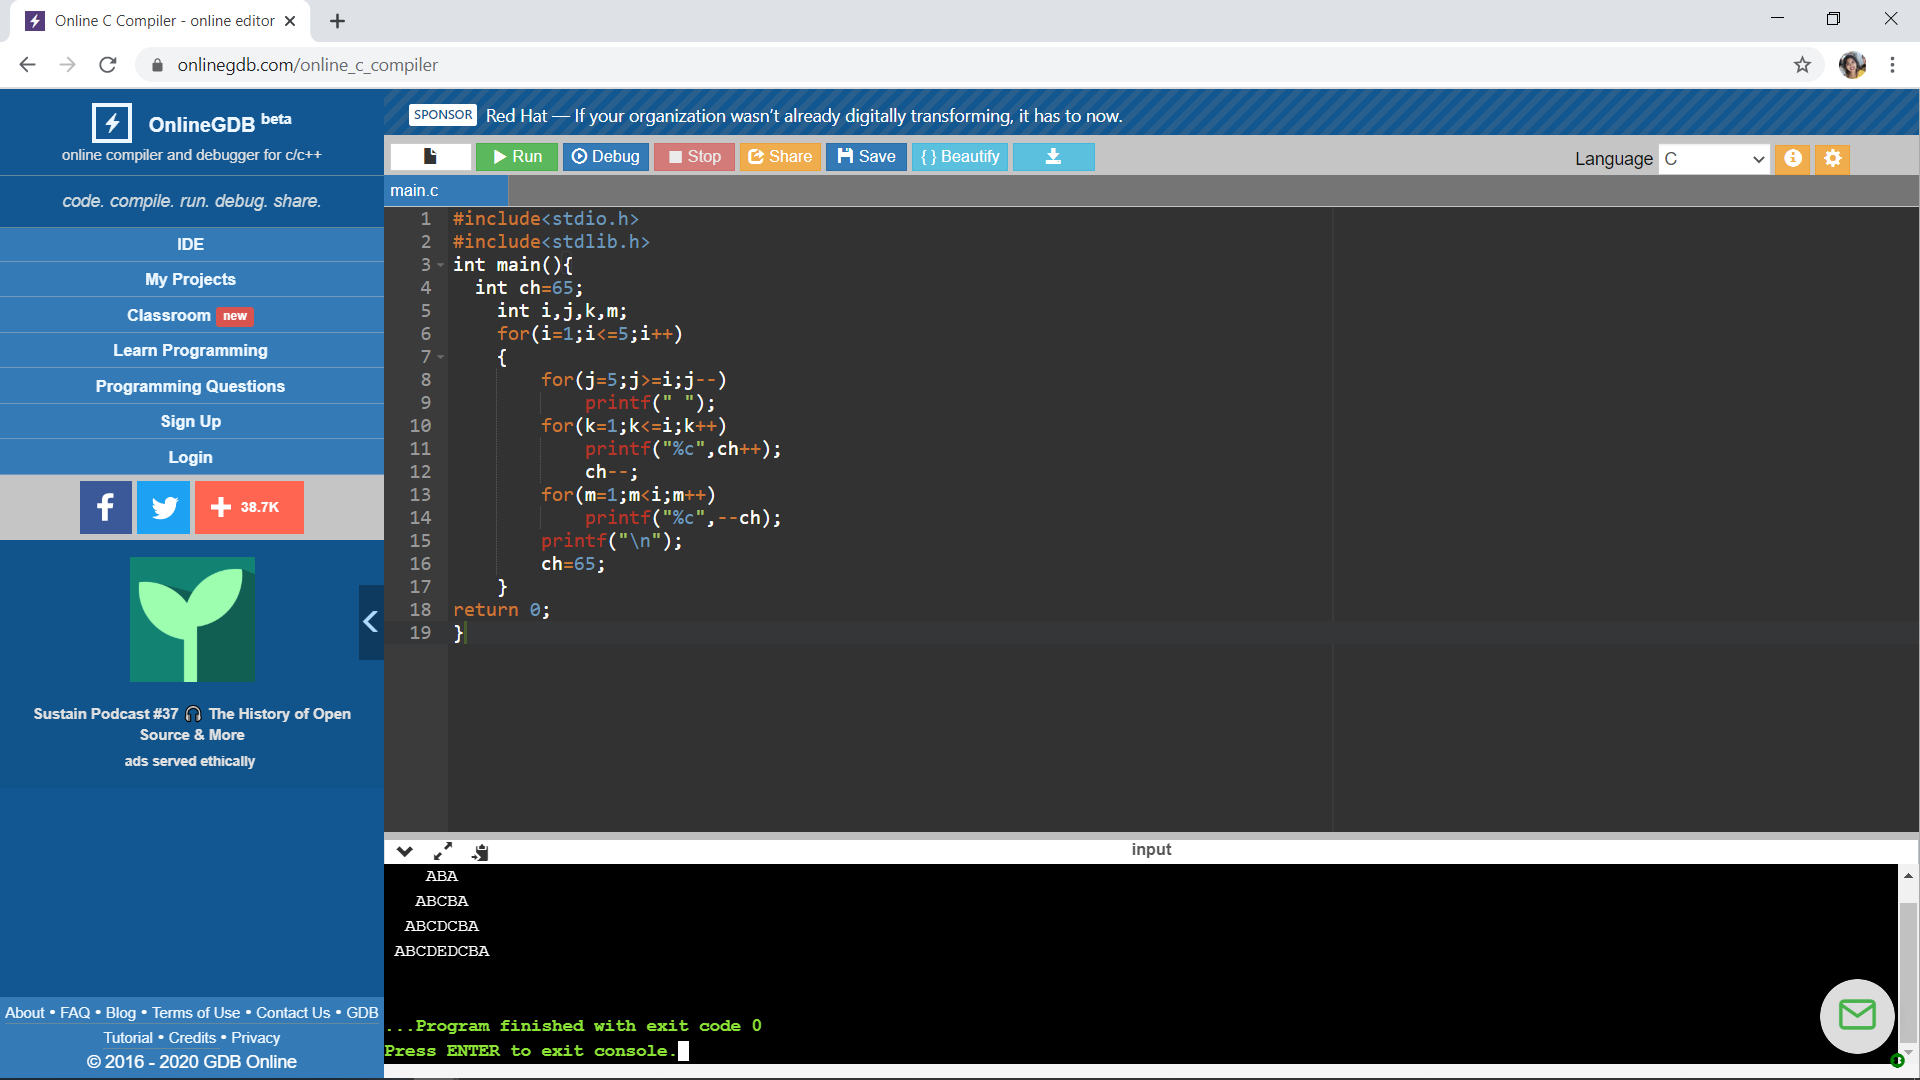 Online C Compiler - online editor
onlinegdb.com/online_c_compiler
OnlineGDB beta
online compiler and debugger for c/c++
code. compile. run. debug. share.
IDE
My Projects
Classroom new
Learn Programming
Programming Questions
Sign Up
Login
f
38.7K
Sustain Podcast #37 🎧 The History of Open
Source & More
ads served ethically
About • FAQ • Blog • Terms of Use • Contact Us • GDB
Tutorial • Credits • Privacy
© 2016 - 2020 GDB Online
SPONSOR Red Hat — If your organization wasn’t already digitally transforming, it has to now.
Run Debug Stop Share Save { } Beautify Language C
main.c
1 #include<stdio.h>
2 #include<stdlib.h>
3 int main(){
4   int ch=65;
5     int i,j,k,m;
6     for(i=1;i<=5;i++)
7     {
8         for(j=5;j>=i;j--)
9             printf(" ");
10         for(k=1;k<=i;k++)
11             printf("%c",ch++);
12             ch--;
13         for(m=1;m<i;m++)
14             printf("%c",--ch);
15         printf("\n");
16         ch=65;
17     }
18 return 0;
19 }
input
    ABA
   ABCBA
  ABCDCBA
 ABCDEDCBA
...Program finished with exit code 0
Press ENTER to exit console.